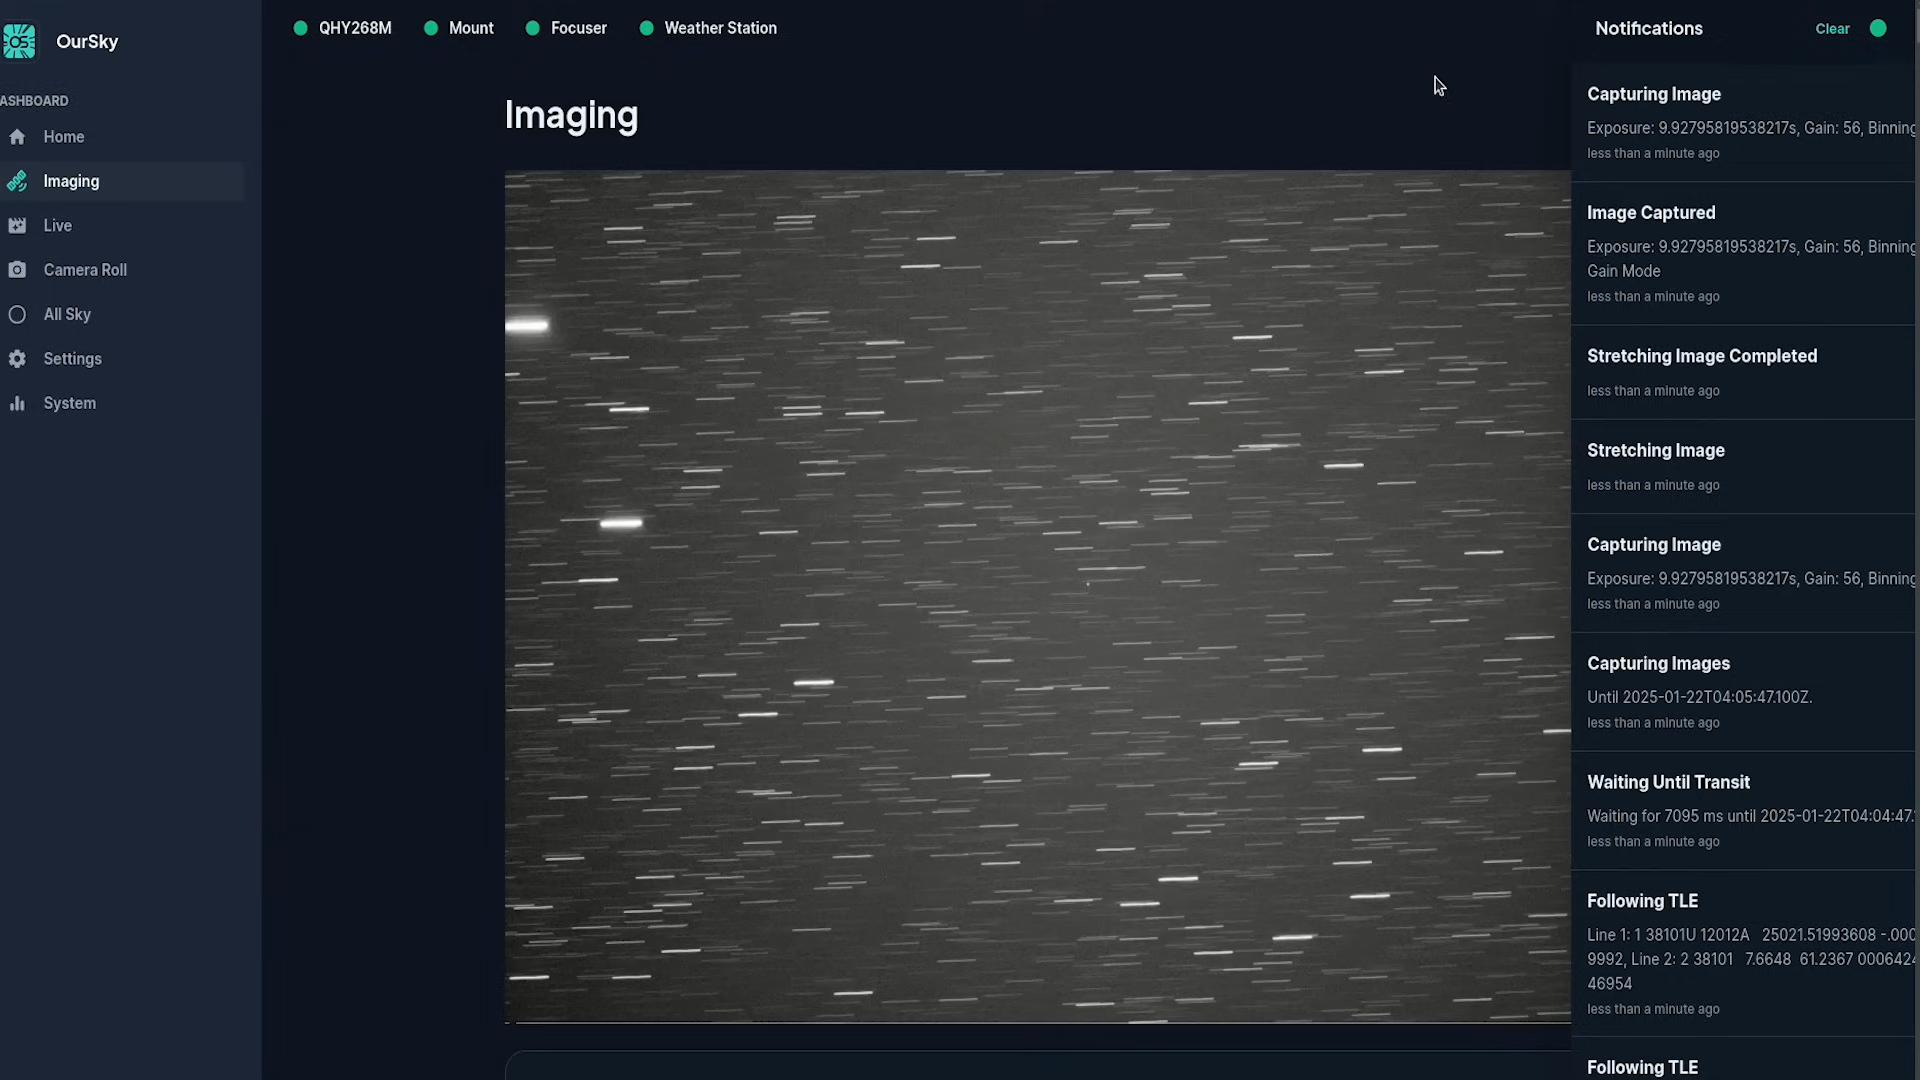 OS
OurSky
ASHBOARD
Home
Imaging
Live
Camera Roll
All Sky
Settings
System
QHY268M
Mount
Focuser
Weather Station
Imaging
Notifications
Clear
Capturing Image
Exposure: 9.92795819538217s, Gain: 56, Binning
less than a minute ago
Image Captured
Exposure: 9.92795819538217s, Gain: 56, Binning
Gain Mode
less than a minute ago
Stretching Image Completed
less than a minute ago
Stretching Image
less than a minute ago
Capturing Image
Exposure: 9.92795819538217s, Gain: 56, Binning
less than a minute ago
Capturing Images
Until 2025-01-22T04:05:47.100Z.
less than a minute ago
Waiting Until Transit
Waiting for 7095 ms until 2025-01-22T04:04:47.
less than a minute ago
Following TLE
Line 1: 1 38101U 12012A 25021.51993608 -.000
9992, Line 2: 2 38101 7.6648 61.2367 0006424
46954
less than a minute ago
Following TLE